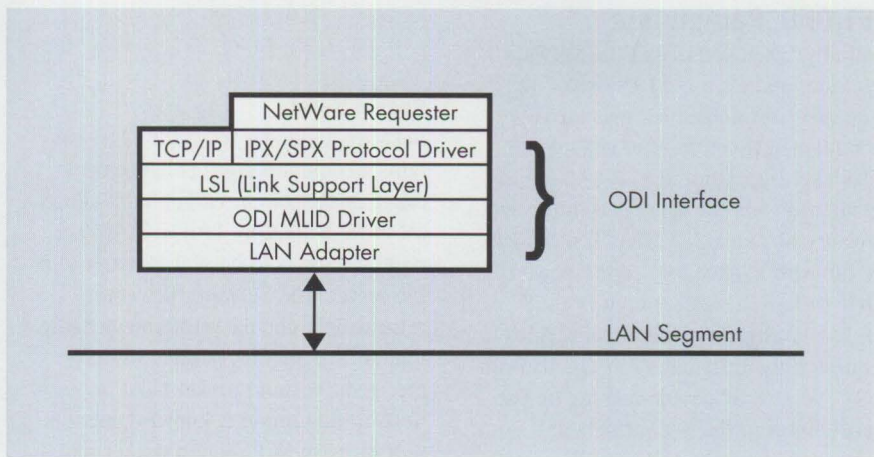 NetWare Requester
TCP/IP IPX/SPX Protocol Driver
LSL (Link Support Layer)
ODI MLID Driver
LAN Adapter
ODI Interface
LAN Segment